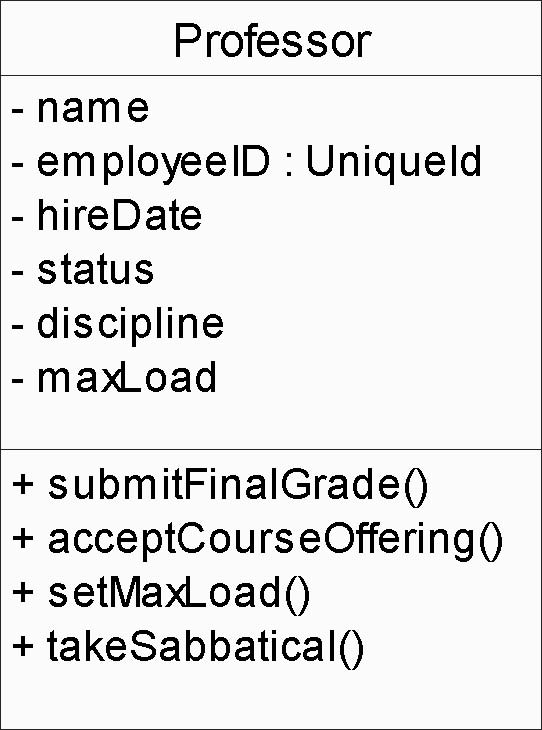 Professor
- name
- employeeID : UniqueId
- hireDate
- status
- discipline
- maxLoad
+ submitFinalGrade()
+ acceptCourseOffering()
+ setMaxLoad()
+ takeSabbatical()